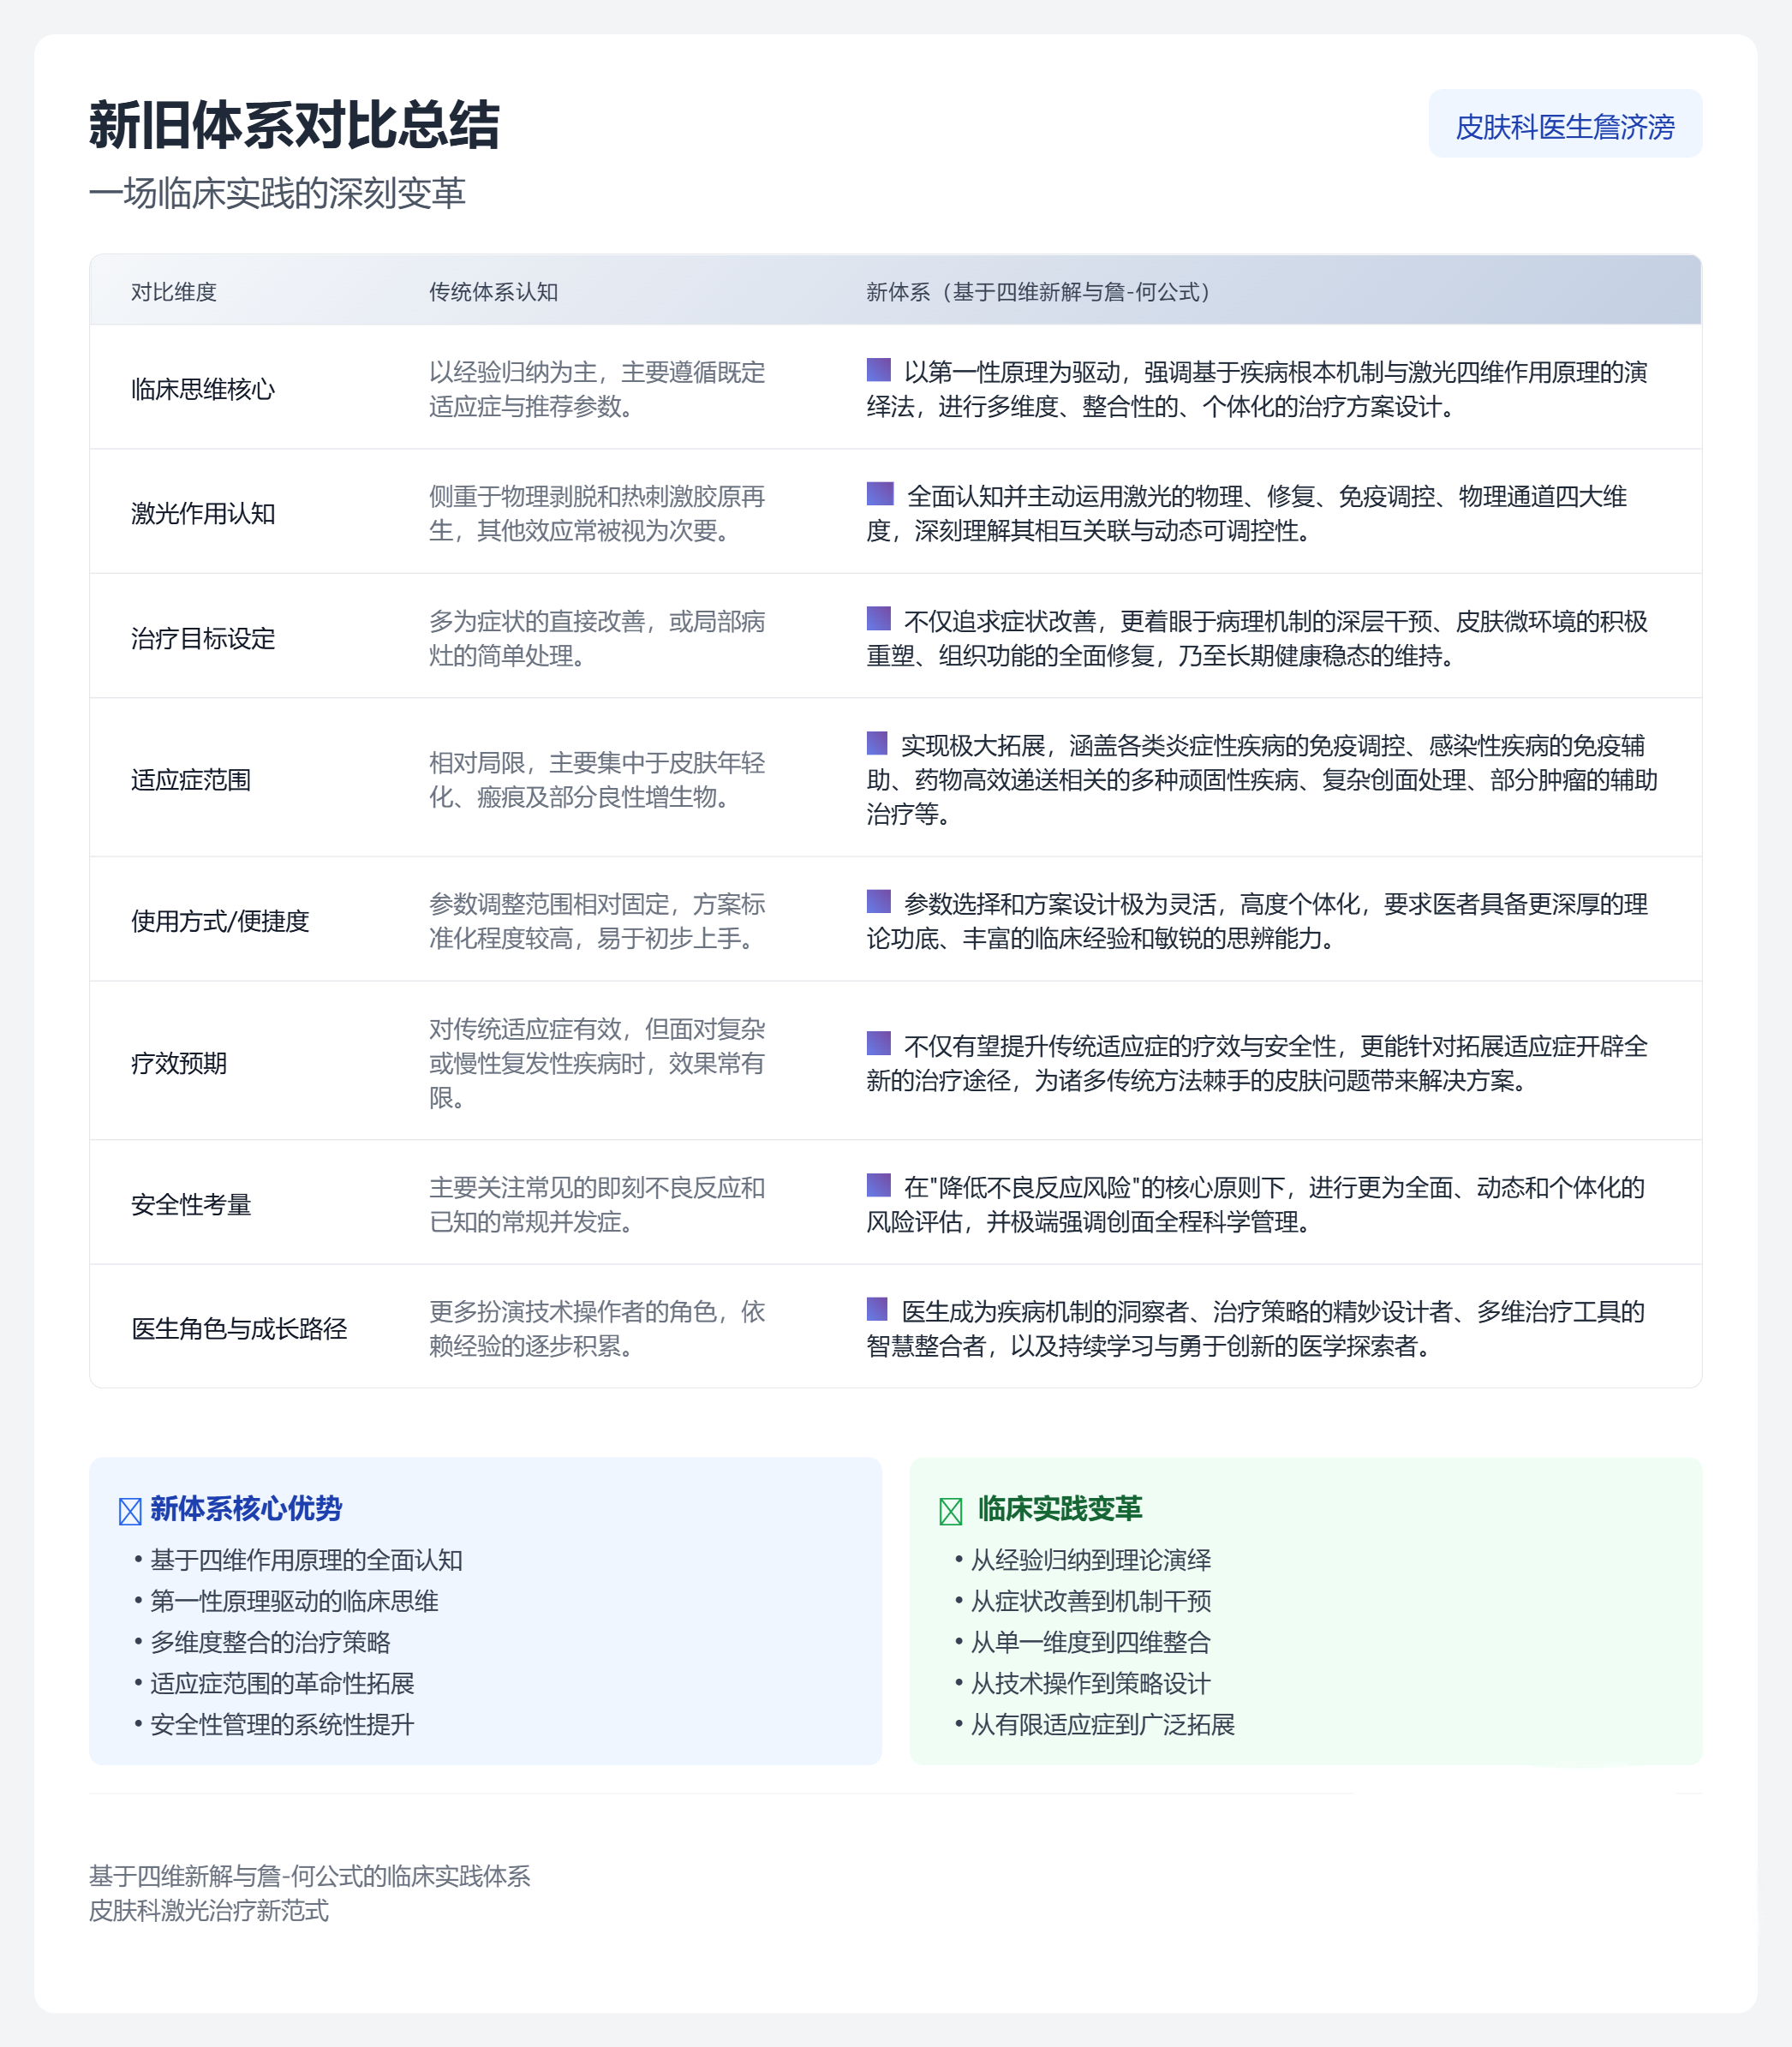 新旧体系对比总结
皮肤科医生詹济滂
一场临床实践的深刻变革
对比维度
传统体系认知
新体系（基于四维新解与詹-何公式）
临床思维核心
以经验归纳为主，主要遵循既定
适应症与推荐参数。
以第一性原理为驱动，强调基于疾病根本机制与激光四维作用原理的演
绎法，进行多维度、整合性的、个体化的治疗方案设计。
激光作用认知
侧重于物理剥脱和热刺激胶原再
生，其他效应常被视为次要。
全面认知并主动运用激光的物理、修复、免疫调控、物理通道四大维
度，深刻理解其相互关联与动态可调控性。
治疗目标设定
多为症状的直接改善，或局部病
灶的简单处理。
不仅追求症状改善，更着眼于病理机制的深层干预、皮肤微环境的积极
重塑、组织功能的全面修复，乃至长期健康稳态的维持。
适应症范围
相对局限，主要集中于皮肤年轻
化、瘢痕及部分良性增生物。
实现极大拓展，涵盖各类炎症性疾病的免疫调控、感染性疾病的免疫辅
助、药物高效递送相关的多种顽固性疾病、复杂创面处理、部分肿瘤的辅助
治疗等。
使用方式/便捷度
参数调整范围相对固定，方案标
准化程度较高，易于初步上手。
参数选择和方案设计极为灵活，高度个体化，要求医者具备更深厚的理
论功底、丰富的临床经验和敏锐的思辨能力。
疗效预期
对传统适应症有效，但面对复杂
或慢性复发性疾病时，效果常有
限。
不仅有望提升传统适应症的疗效与安全性，更能针对拓展适应症开辟全
新的治疗途径，为诸多传统方法棘手的皮肤问题带来解决方案。
安全性考量
主要关注常见的即刻不良反应和
已知的常规并发症。
在"降低不良反应风险"的核心原则下，进行更为全面、动态和个体化的
风险评估，并极端强调创面全程科学管理。
医生角色与成长路径
更多扮演技术操作者的角色，依
赖经验的逐步积累。
医生成为疾病机制的洞察者、治疗策略的精妙设计者、多维治疗工具的
智慧整合者，以及持续学习与勇于创新的医学探索者。
新体系核心优势
• 基于四维作用原理的全面认知
• 第一性原理驱动的临床思维
• 多维度整合的治疗策略
• 适应症范围的革命性拓展
• 安全性管理的系统性提升
临床实践变革
• 从经验归纳到理论演绎
• 从症状改善到机制干预
• 从单一维度到四维整合
• 从技术操作到策略设计
• 从有限适应症到广泛拓展
基于四维新解与詹-何公式的临床实践体系
皮肤科激光治疗新范式